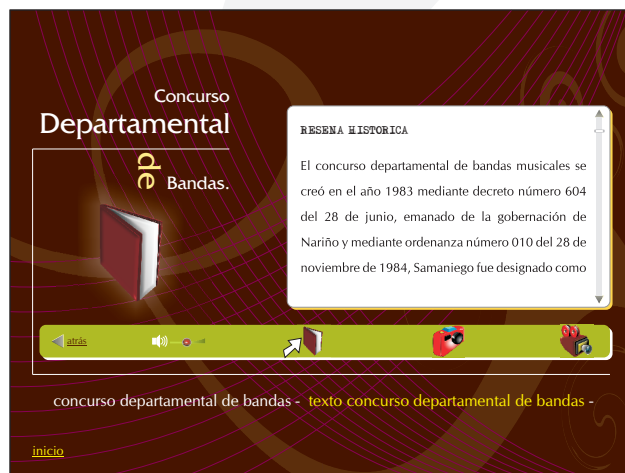 Concurso
Departamental
de
Bandas.
RESENA HISTORICA
El concurso departamental de bandas musicales se
creó en el año 1983 mediante decreto número 604
del 28 de junio, emanado de la gobernación de
Nariño y mediante ordenanza número 010 del 28 de
noviembre de 1984, Samaniego fue designado como
atrás
concurso departamental de bandas - texto concurso departamental de bandas -
inicio